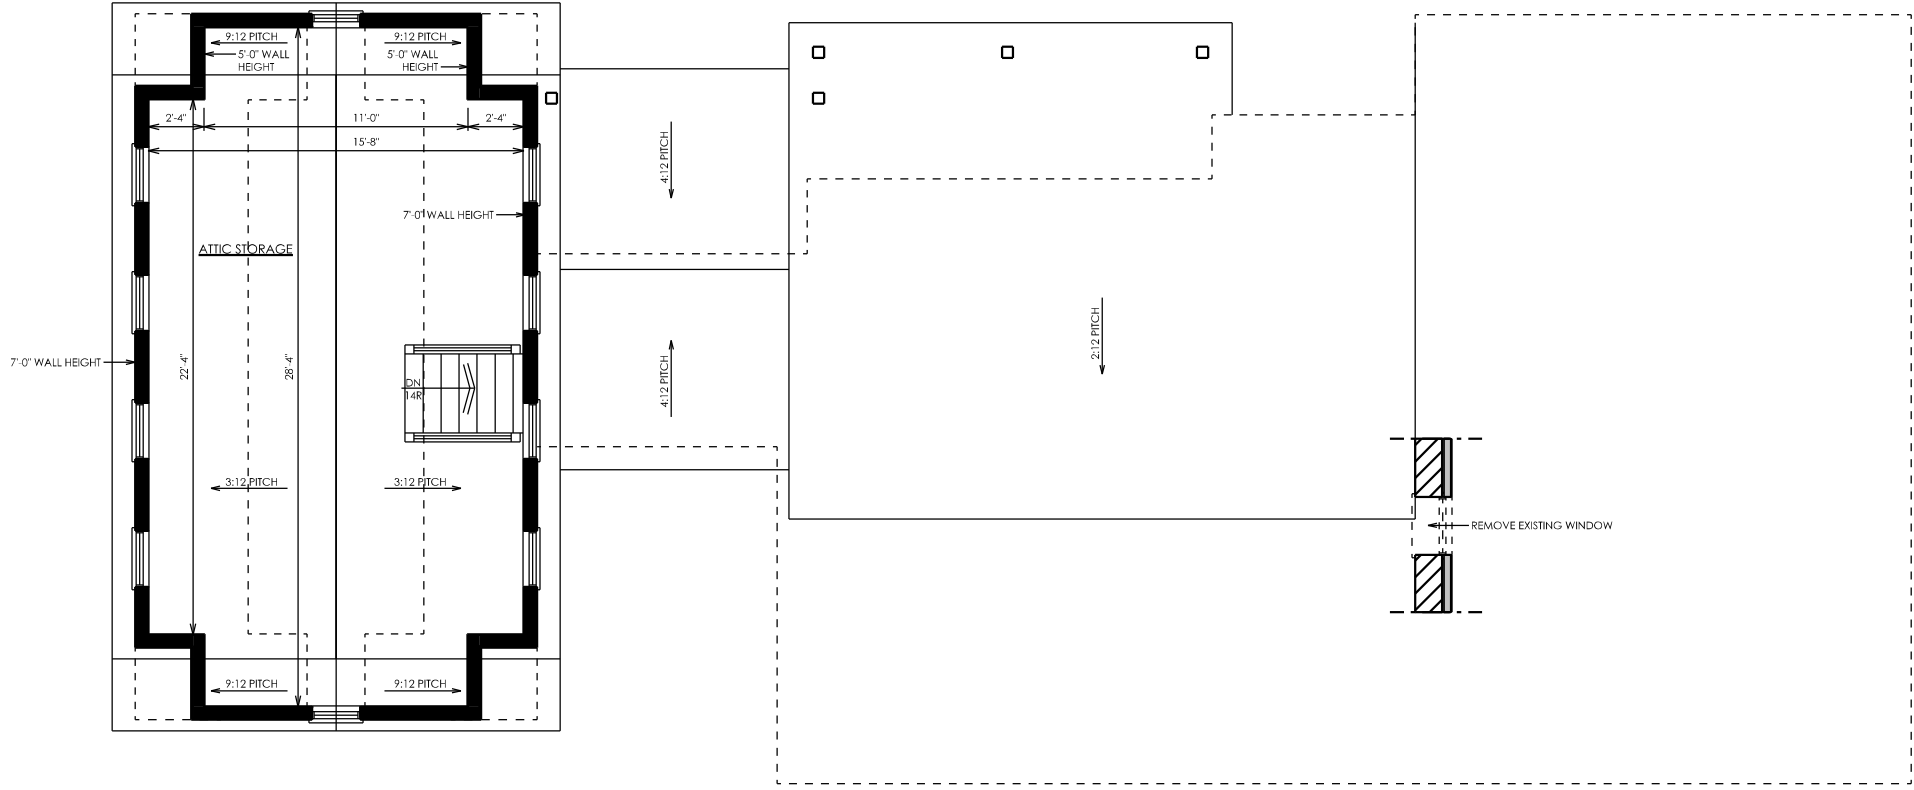 9:12 PITCH
9:12 PITCH
5'-0" WALL
HEIGHT
5'-0" WALL
HEIGHT
2'-4"
11'-0"
2'-4"
15'-8"
4:12 PITCH
7'-0" WALL HEIGHT
ATTIC STORAGE
2:12 PITCH
7'-0" WALL HEIGHT
22'-4"
28'-4"
4:12 PITCH
DN
14R
3:12 PITCH
3:12 PITCH
REMOVE EXISTING WINDOW
9:12 PITCH
9:12 PITCH